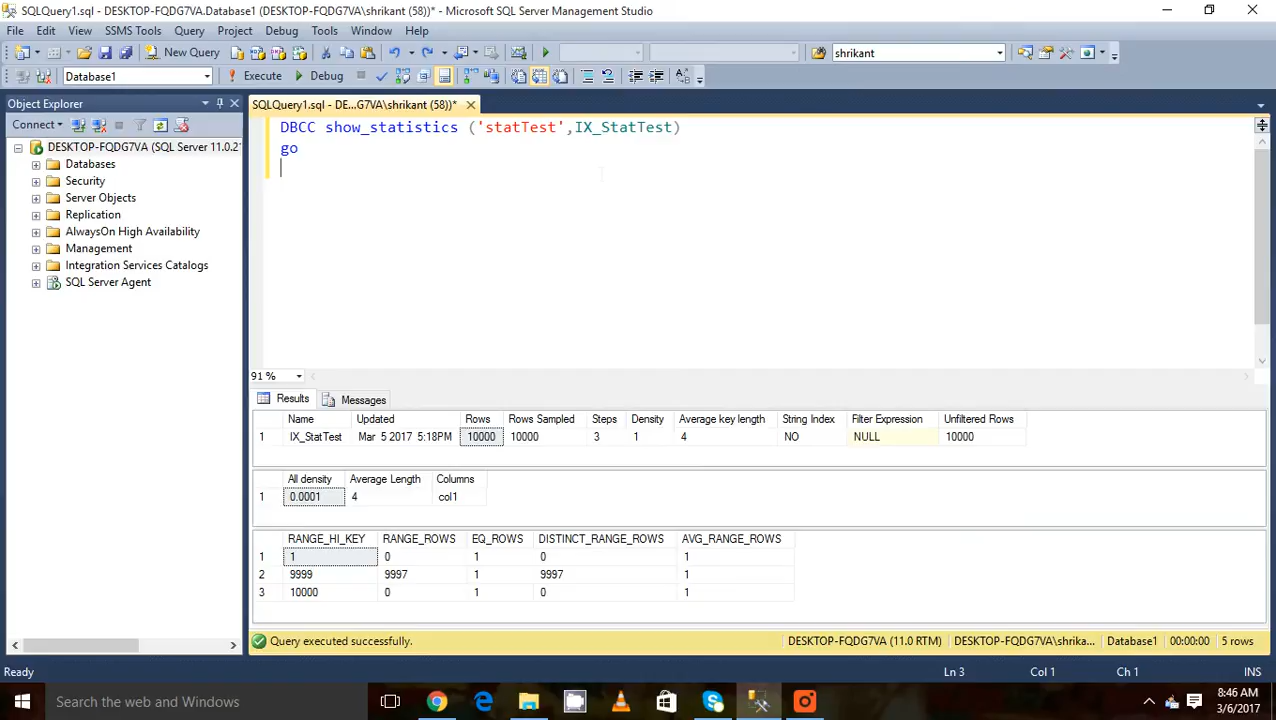 SQLQuery1.sql - DESKTOP-FQDG7VA.Database1 (DESKTOP-FQDG7VA\shrikant (58))* - Microsoft SQL Server Management Studio
File Edit View SSMS Tools Query Project Debug Tools Window Help
New Query shrikant
Database1 Execute Debug
Object Explorer
SQLQuery1.sql - DE...G7VA\shrikant (58))*
Connect
DESKTOP-FQDG7VA (SQL Server 11.0.21
Databases
Security
Server Objects
Replication
AlwaysOn High Availability
Management
Integration Services Catalogs
SQL Server Agent
DBCC show_statistics ('statTest',IX_StatTest)
go
91 %
Results Messages
Name Updated Rows Rows Sampled Steps Density Average key length String Index Filter Expression Unfiltered Rows
1 IX_StatTest Mar 5 2017 5:18PM 10000 10000 3 1 4 NO NULL 10000
All density Average Length Columns
1 0.0001 4 col1
RANGE_HI_KEY RANGE_ROWS EQ_ROWS DISTINCT_RANGE_ROWS AVG_RANGE_ROWS
1 1 0 1 0 1
2 9999 9997 1 9997 1
3 10000 0 1 0 1
Query executed successfully. DESKTOP-FQDG7VA (11.0 RTM) DESKTOP-FQDG7VA\shrika... Database1 00:00:00 5 rows
Ready Ln 3 Col 1 Ch 1 INS
Search the web and Windows
8:46 AM
3/6/2017